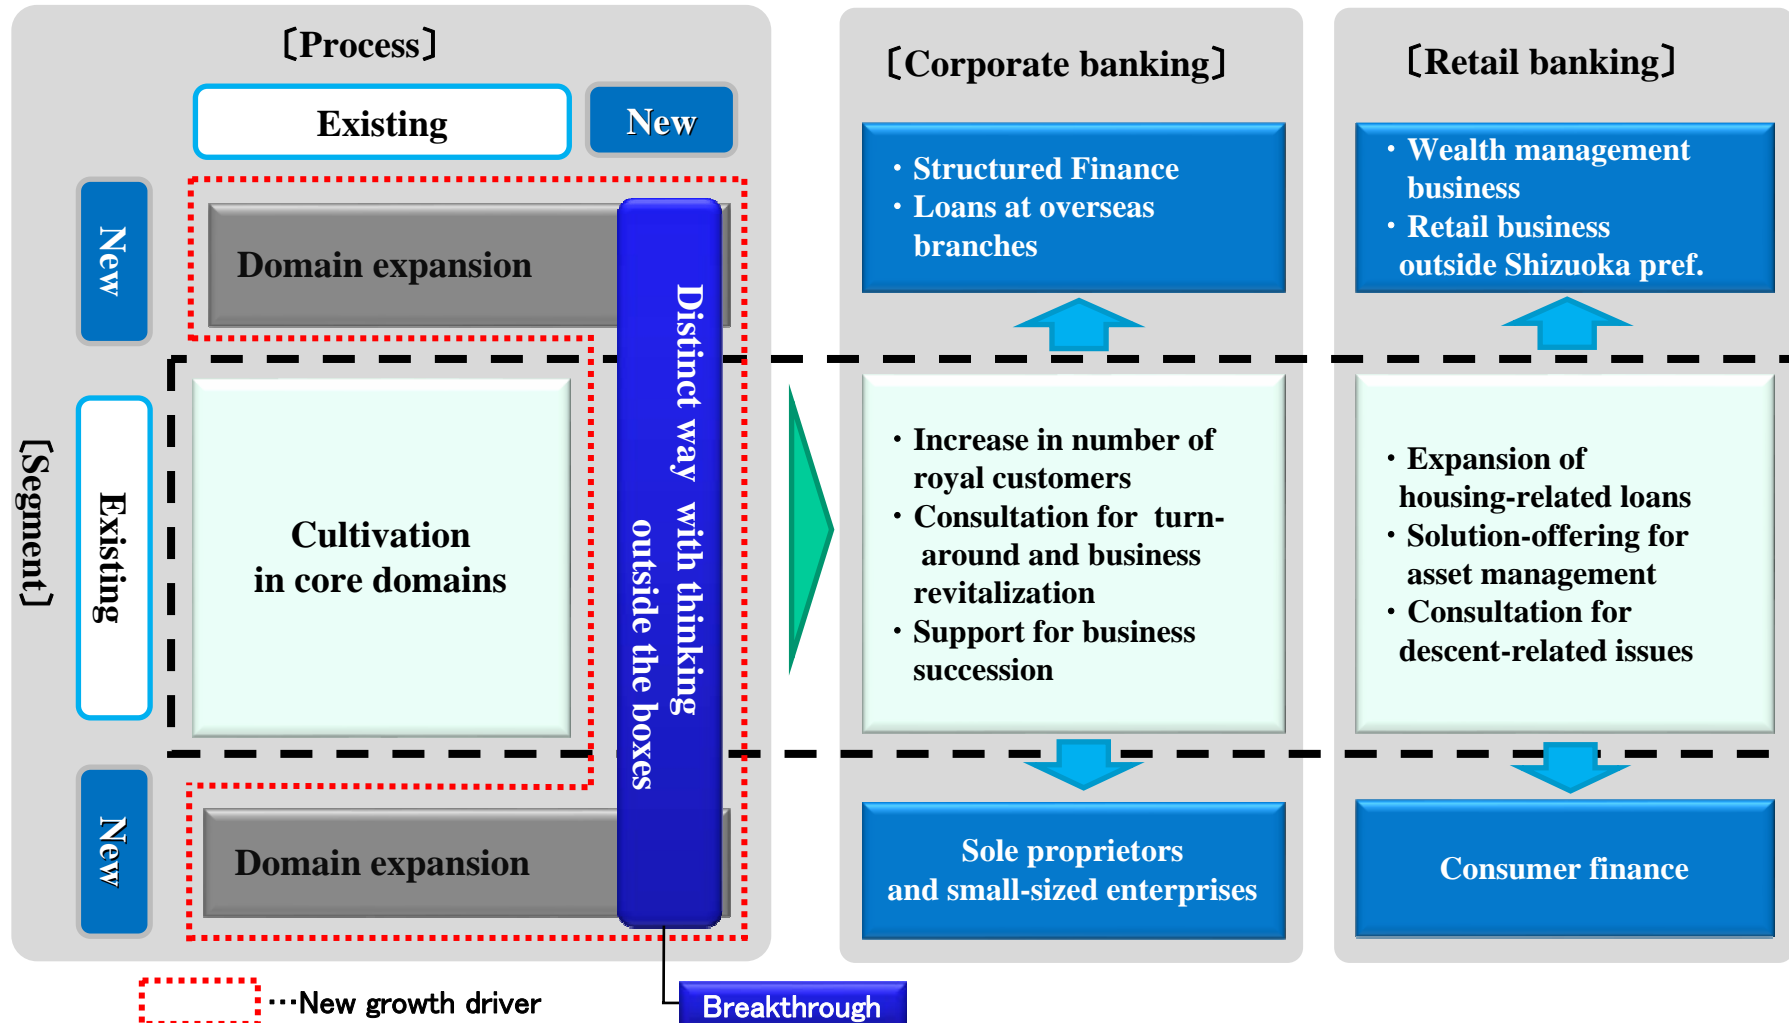 〔Process〕
Existing
New
〔Segment〕
New
Existing
New
Domain expansion
Cultivation
in core domains
Domain expansion
Distinct way with thinking
outside the boxes
…New growth driver
Breakthrough
〔Corporate banking〕
・Structured Finance
・Loans at overseas
branches
・Increase in number of
royal customers
・Consultation for turn-
around and business
revitalization
・Support for business
succession
Sole proprietors
and small-sized enterprises
〔Retail banking〕
・Wealth management
business
・Retail business
outside Shizuoka pref.
・Expansion of
housing-related loans
・Solution-offering for
asset management
・Consultation for
descent-related issues
Consumer finance